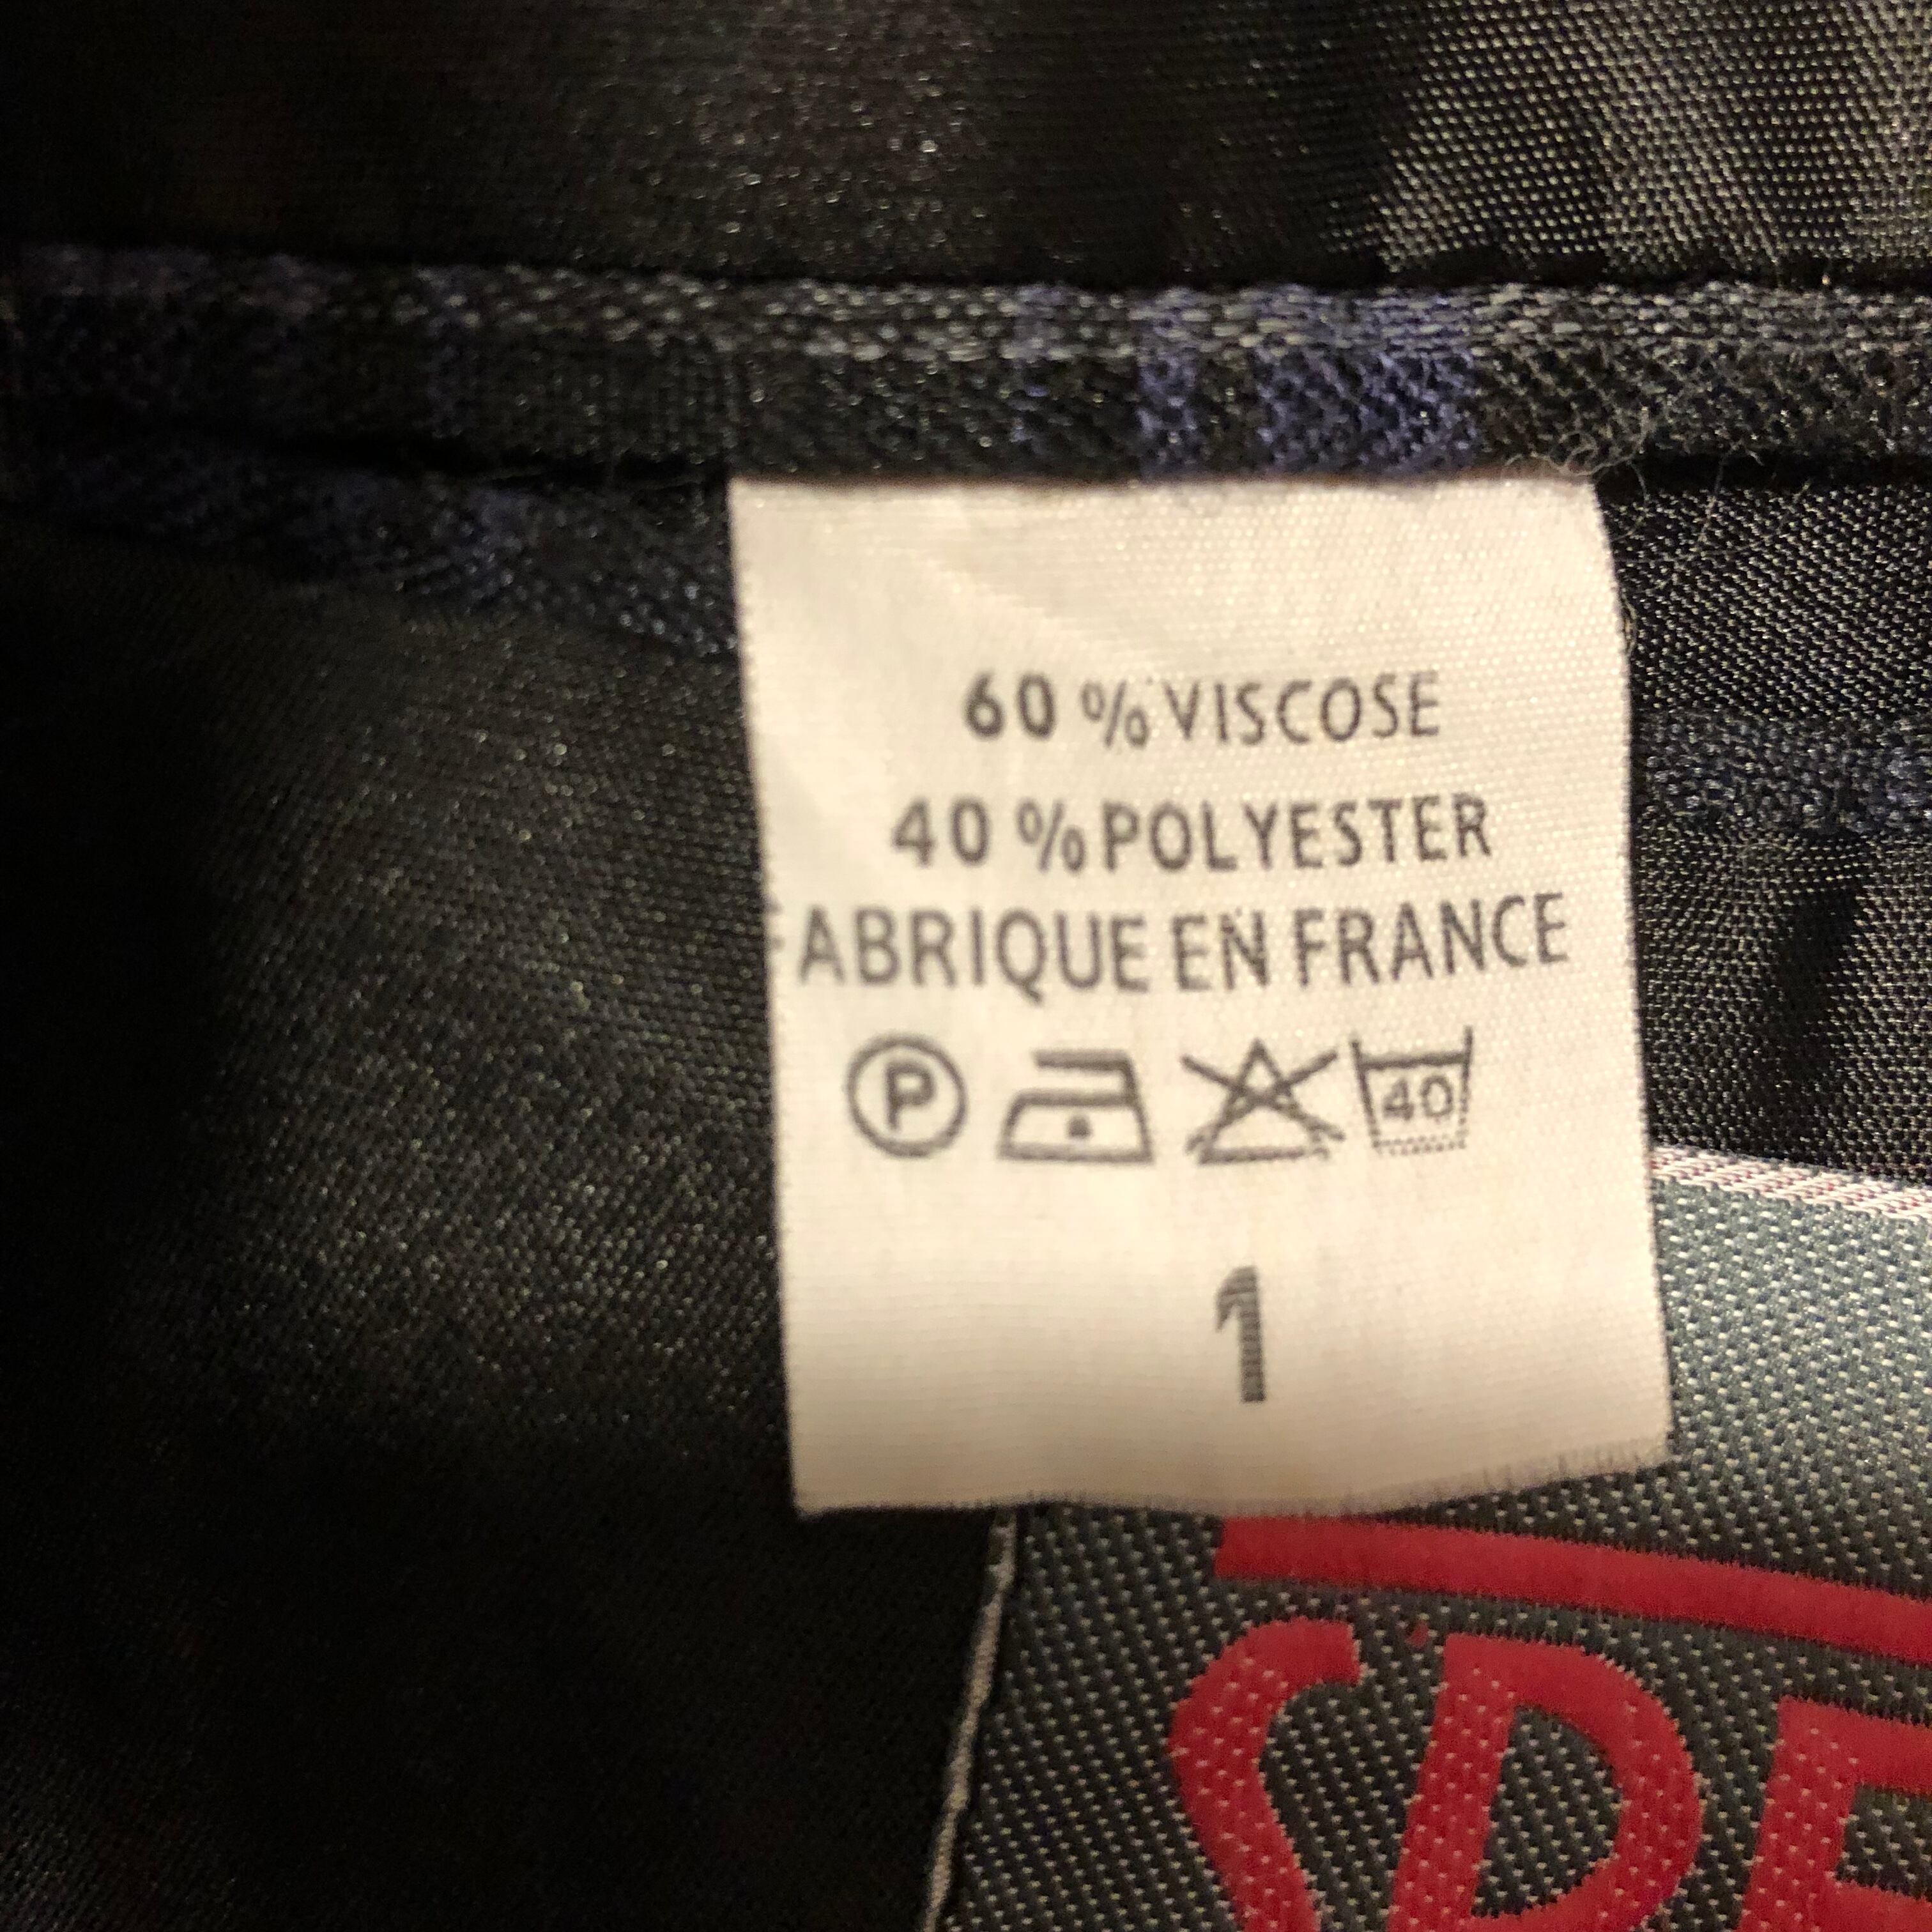 60 % VISCOSE
40 % POLYESTER
FABRIQUE EN FRANCE
P 40
1